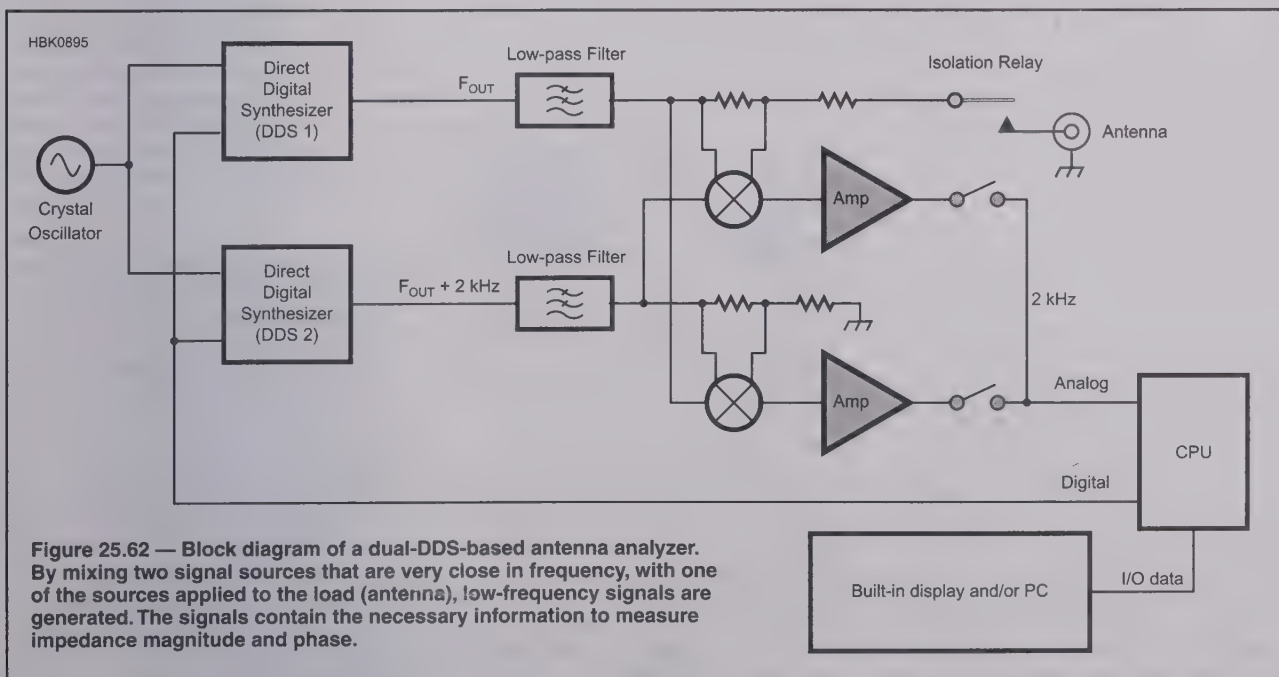 HBK0895
Direct
Digital
Synthesizer
(DDS 1)
F_OUT
Low-pass Filter
Isolation Relay
Antenna
Crystal
Oscillator
Amp
Direct
Digital
Synthesizer
(DDS 2)
F_OUT + 2 kHz
Low-pass Filter
2 kHz
Amp
Analog
CPU
Digital
Built-in display and/or PC
I/O data
Figure 25.62 — Block diagram of a dual-DDS-based antenna analyzer.
By mixing two signal sources that are very close in frequency, with one
of the sources applied to the load (antenna), low-frequency signals are
generated. The signals contain the necessary information to measure
impedance magnitude and phase.